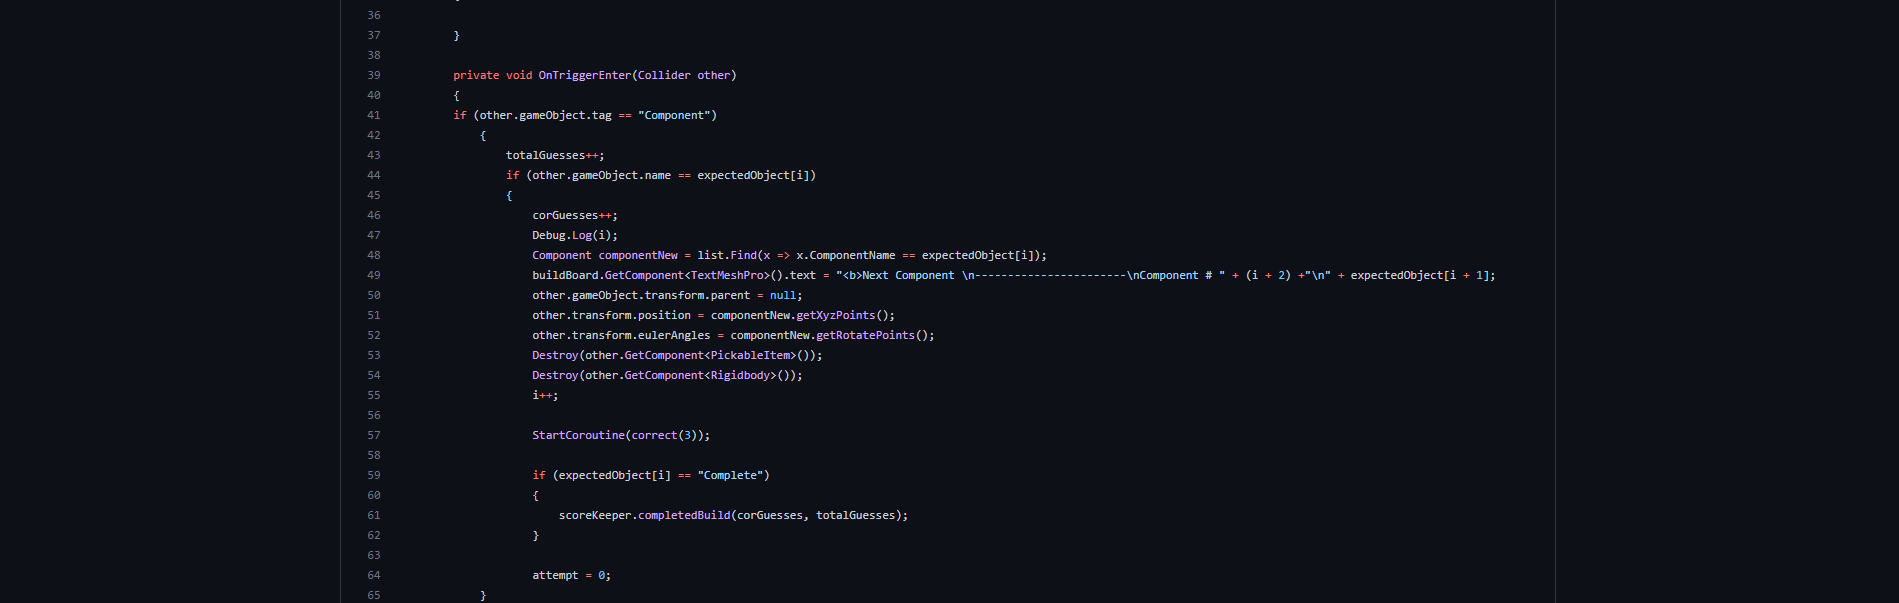 36
37 }
38
39 private void OnTriggerEnter(Collider other)
40 {
41 if (other.gameObject.tag == "Component")
42 {
43 totalGuesses++;
44 if (other.gameObject.name == expectedObject[i])
45 {
46 corGuesses++;
47 Debug.Log(i);
48 Component componentNew = list.Find(x => x.ComponentName == expectedObject[i]);
49 buildBoard.GetComponent<TextMeshPro>().text = "<b>Next Component \n-----------------------\nComponent # " + (i + 2) +"\n" + expectedObject[i + 1];
50 other.gameObject.transform.parent = null;
51 other.transform.position = componentNew.getXyzPoints();
52 other.transform.eulerAngles = componentNew.getRotatePoints();
53 Destroy(other.GetComponent<PickableItem>());
54 Destroy(other.GetComponent<Rigidbody>());
55 i++;
56
57 StartCoroutine(correct(3));
58
59 if (expectedObject[i] == "Complete")
60 {
61 scoreKeeper.completedBuild(corGuesses, totalGuesses);
62 }
63
64 attempt = 0;
65 }